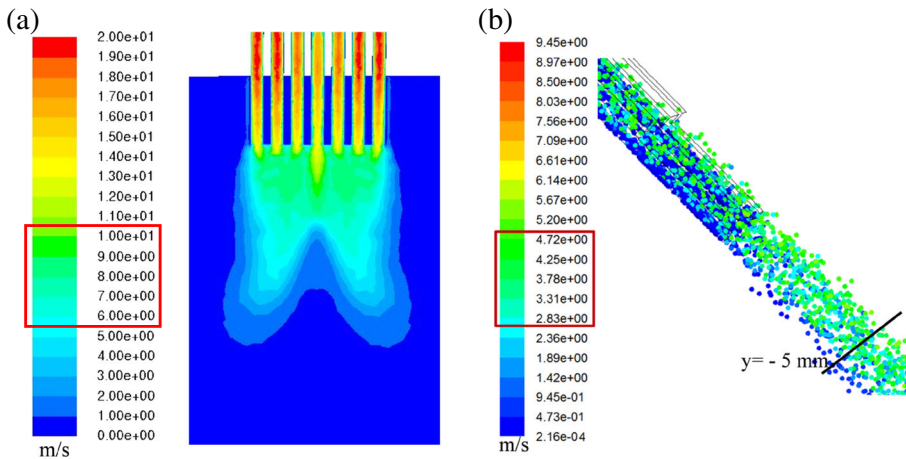 (a)
2.00e+01
1.90e+01
1.80e+01
1.70e+01
1.60e+01
1.50e+01
1.40e+01
1.30e+01
1.20e+01
1.10e+01
1.00e+01
9.00e+00
8.00e+00
7.00e+00
6.00e+00
5.00e+00
4.00e+00
3.00e+00
2.00e+00
1.00e+00
0.00e+00
m/s
(b)
9.45e+00
8.97e+00
8.50e+00
8.03e+00
7.56e+00
7.09e+00
6.61e+00
6.14e+00
5.67e+00
5.20e+00
4.72e+00
4.25e+00
3.78e+00
3.31e+00
2.83e+00
2.36e+00
1.89e+00
1.42e+00
9.45e-01
4.73e-01
2.16e-04
m/s
y= - 5 mm